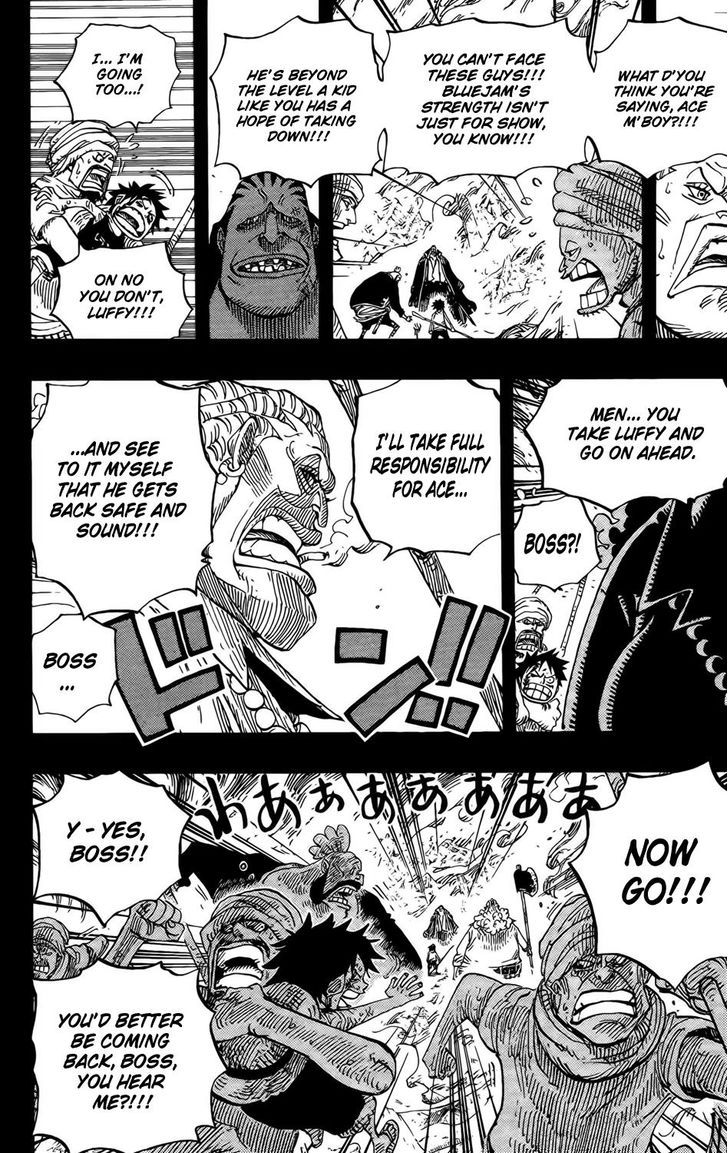 WHAT D'YOU
THINK YOU'RE
SAYING, ACE
M'BOY?!!!
YOU CAN'T FACE
THESE GUYS!!!
BLUEJAM'S
STRENGTH ISN'T
JUST FOR SHOW,
YOU KNOW!!!
HE'S BEYOND
THE LEVEL A KID
LIKE YOU HAS A
HOPE OF TAKING
DOWN!!!
I... I'M
GOING
TOO...!
ON NO
YOU DON'T,
LUFFY!!!
MEN... YOU
TAKE LUFFY AND
GO ON AHEAD.
BOSS?!
I'LL TAKE FULL
RESPONSIBILITY
FOR ACE...
...AND SEE
TO IT MYSELF
THAT HE GETS
BACK SAFE AND
SOUND!!!
BOSS
...
ドン!!
NOW
GO!!!
わあああああああ
Y - YES,
BOSS!!
YOU'D BETTER
BE COMING
BACK, BOSS,
YOU HEAR
ME?!!!